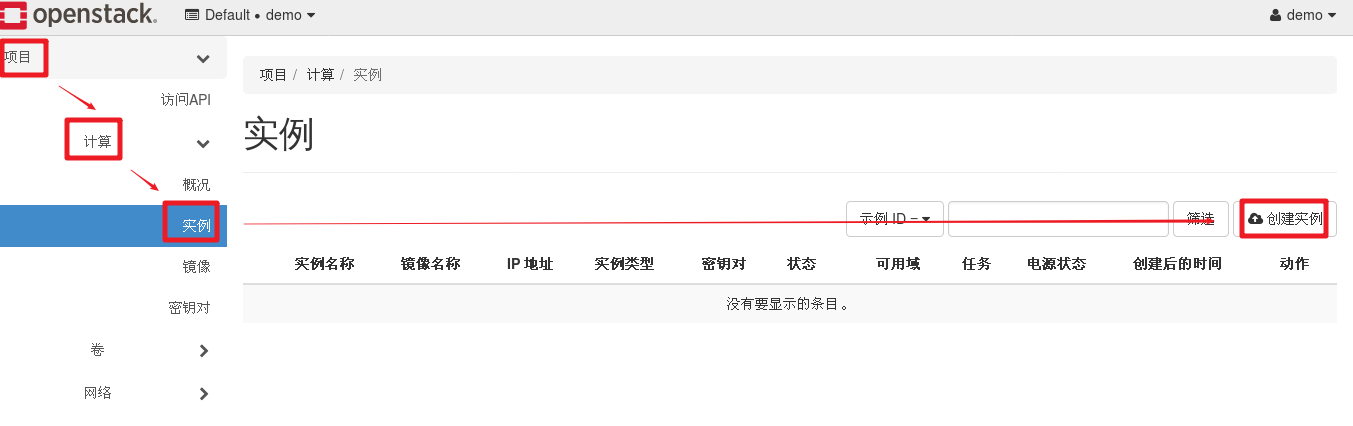 openstack. Default • demo demo
项目
访问API
计算
概况
实例
镜像
密钥对
卷
网络
项目 / 计算 / 实例
实例
示例 ID = 筛选 创建实例
实例名称 镜像名称 IP 地址 实例类型 密钥对 状态 可用域 任务 电源状态 创建后的时间 动作
没有要显示的条目。